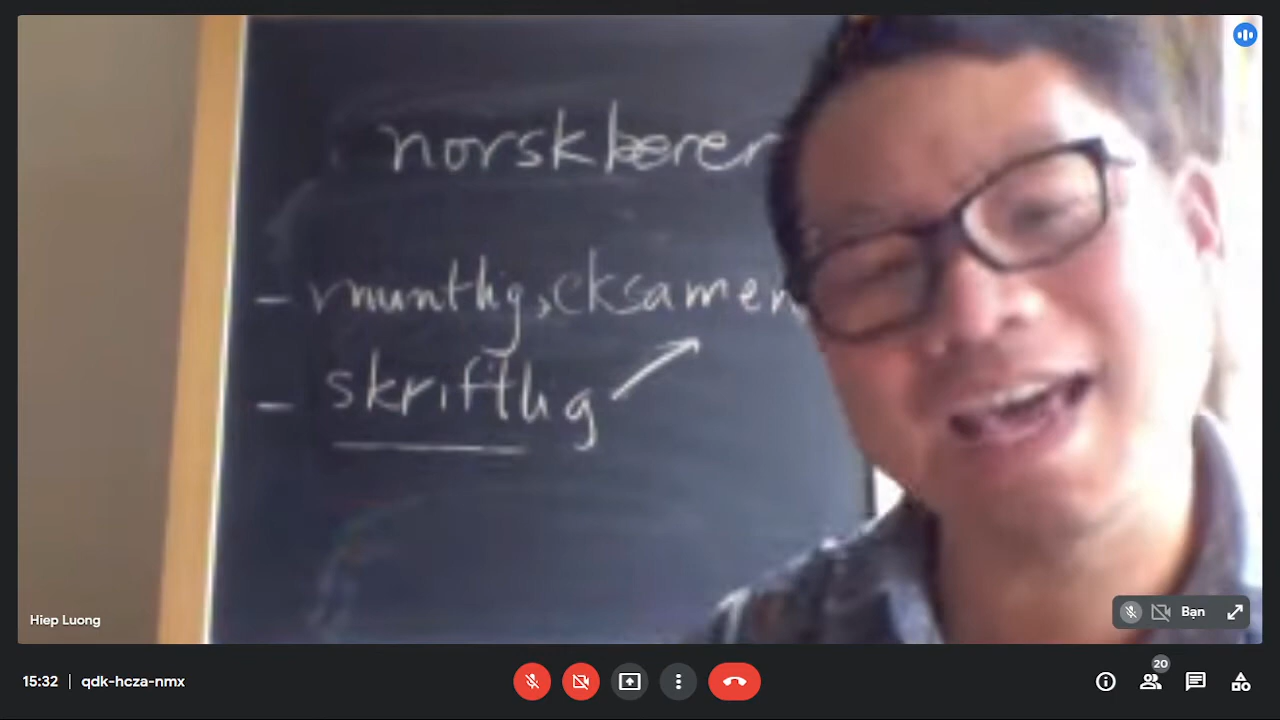 norsklærer
- muntlig, eksamen
- skriftlig
Hiep Luong
Bạn
15:32 | qdk-hcza-nmx
20